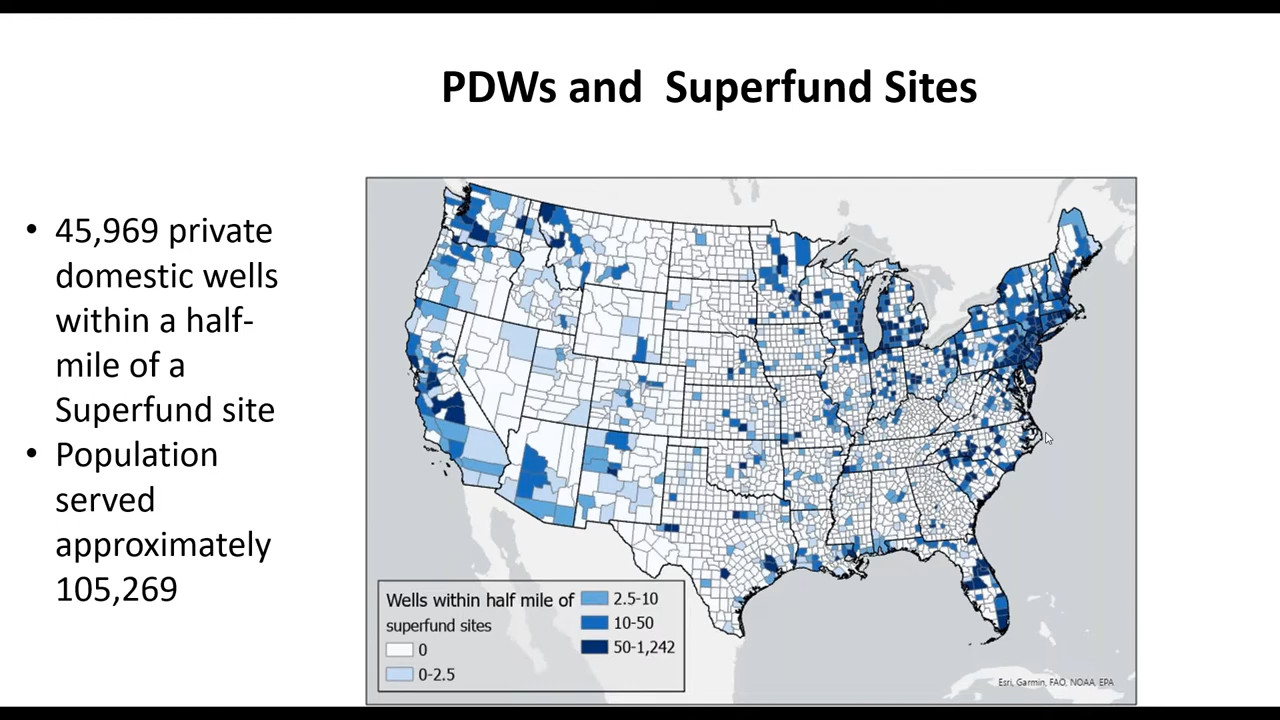 PDWs and  Superfund Sites
• 45,969 private
domestic wells
within a half-
mile of a
Superfund site
• Population
served
approximately
105,269
Wells within half mile of
superfund sites
0
0-2.5
2.5-10
10-50
50-1,242
Esri, Garmin, FAO, NOAA, EPA